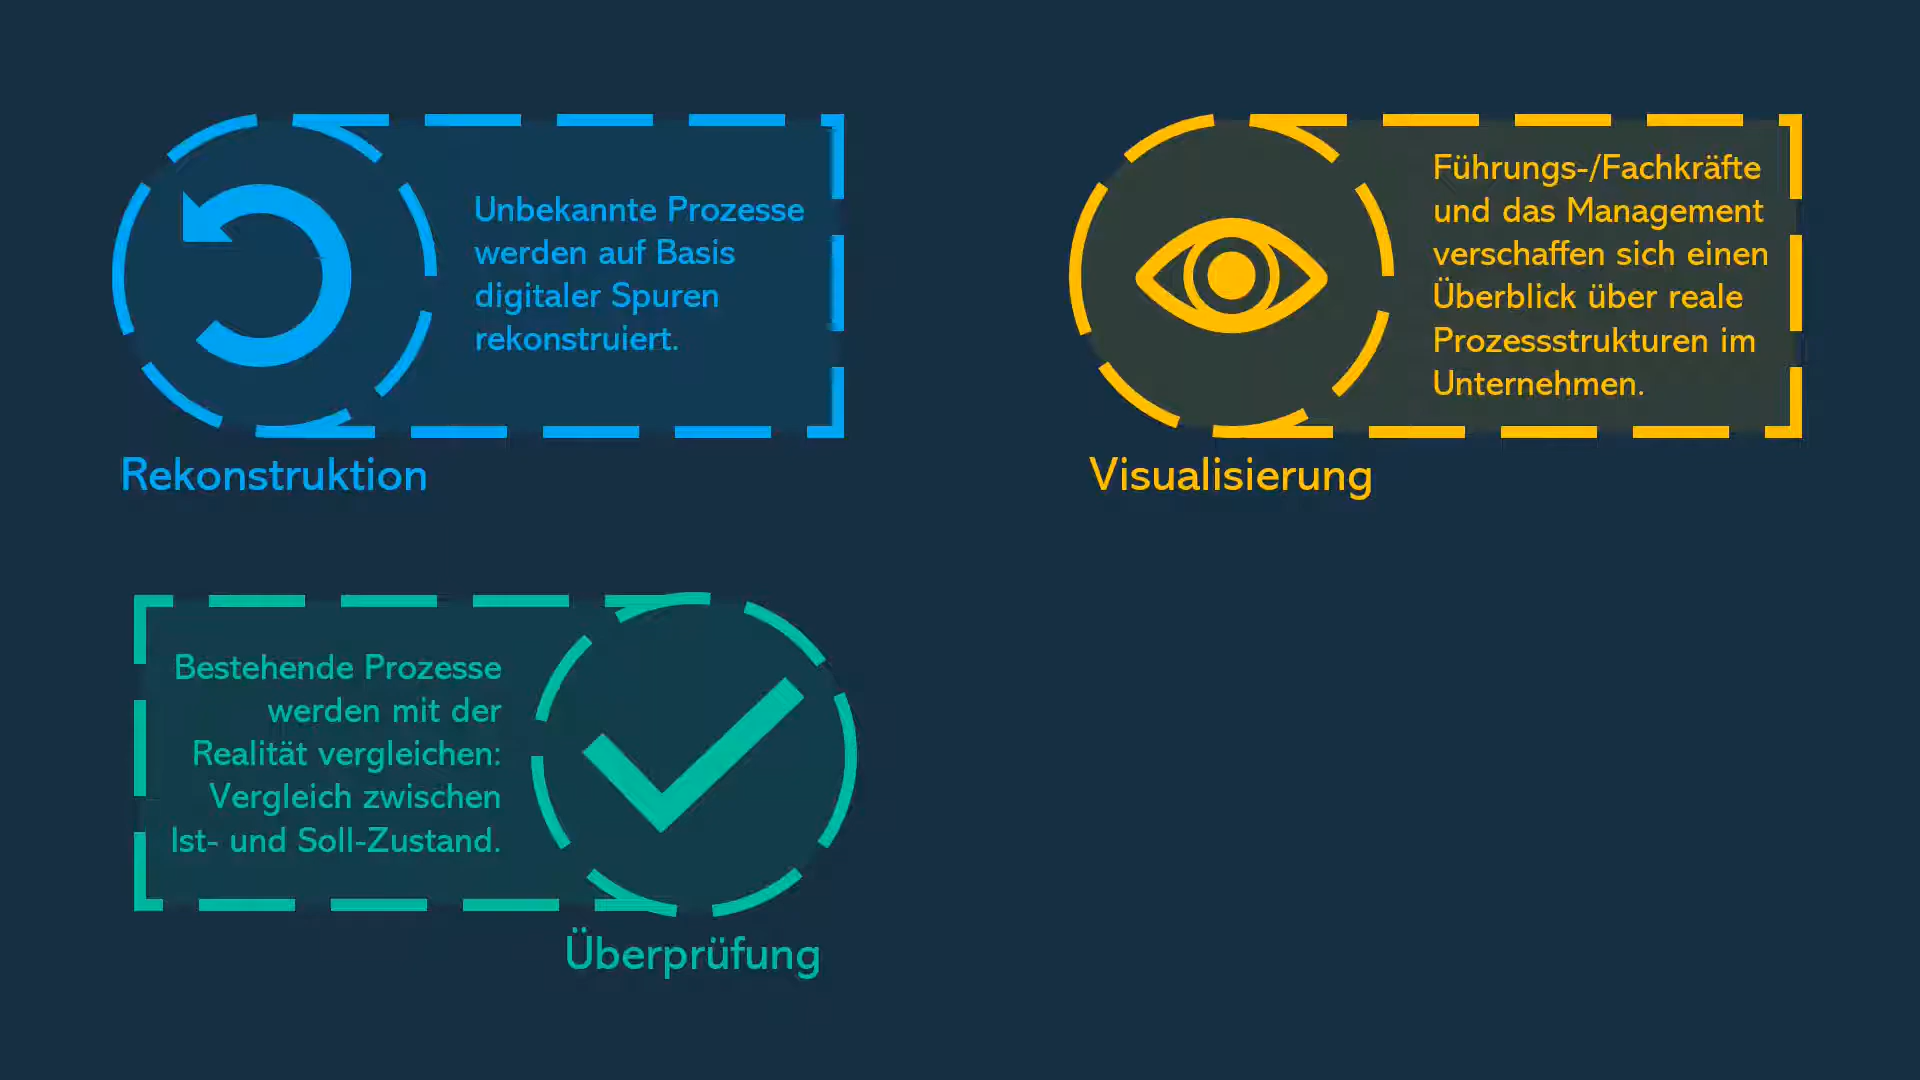 Unbekannte Prozesse
werden auf Basis
digitaler Spuren
rekonstruiert.
Rekonstruktion
Führungs-/Fachkräfte
und das Management
verschaffen sich einen
Überblick über reale
Prozessstrukturen im
Unternehmen.
Visualisierung
Bestehende Prozesse
werden mit der
Realität vergleichen:
Vergleich zwischen
Ist- und Soll-Zustand.
Überprüfung